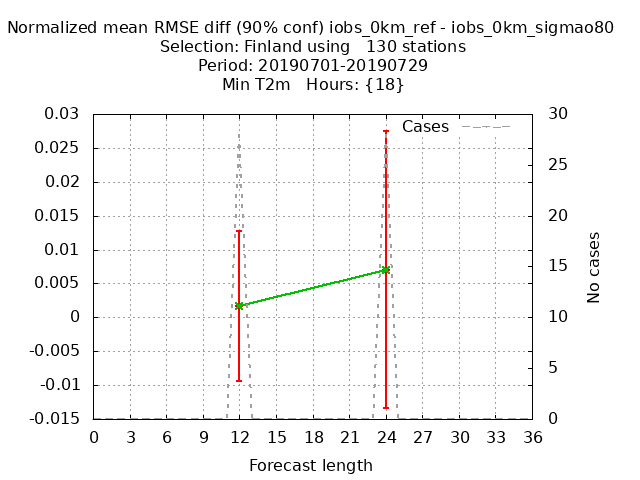 Normalized mean RMSE diff (90% conf) iobs_0km_ref - iobs_0km_sigmao80
Selection: Finland using   130 stations
Period: 20190701-20190729
Min T2m   Hours: {18}
Cases
0.03
0.025
0.02
0.015
0.01
0.005
0
-0.005
-0.01
-0.015
30
25
20
15
10
5
0
No cases
0 3 6 9 12 15 18 21 24 27 30 33 36
Forecast length